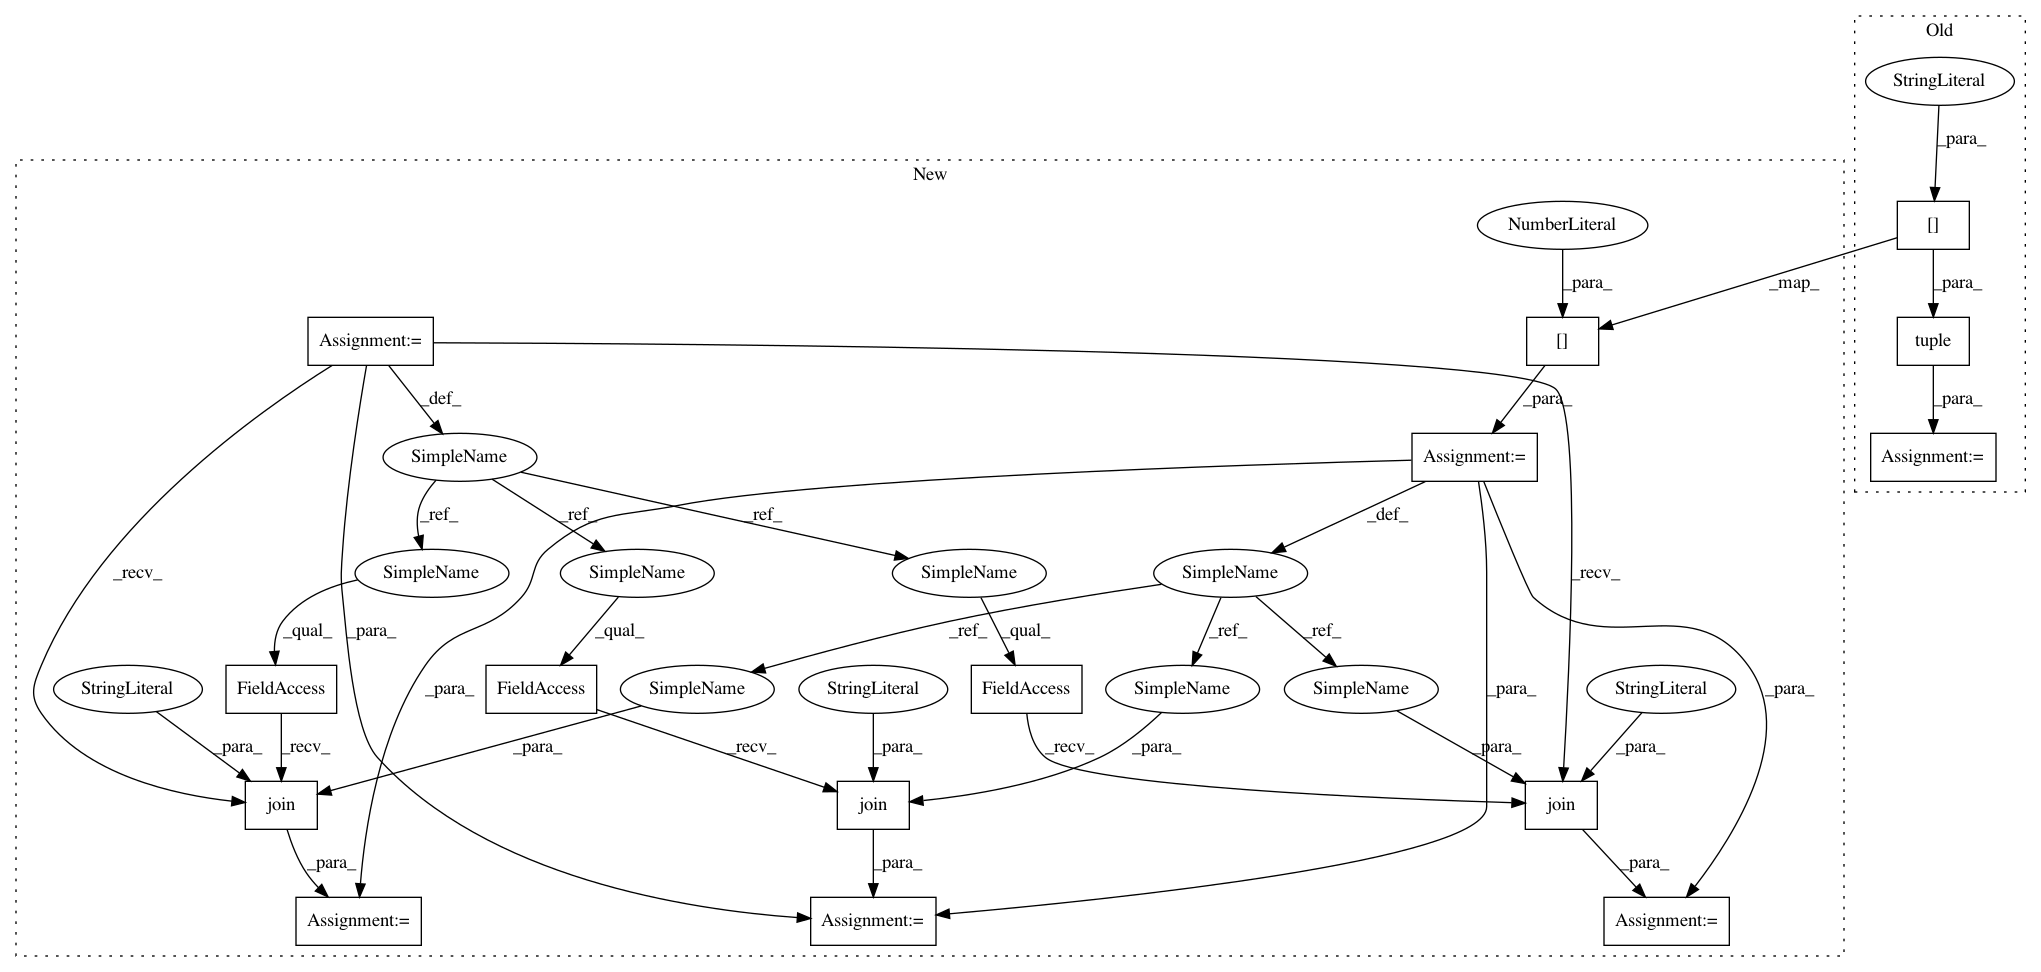 Old
StringLiteral
_para_
New
NumberLiteral
[]
_para_
_map_
_para_
Assignment:=
[]
tuple
_def_
_para_
_para_
SimpleName
Assignment:=
Assignment:=
_ref_
_ref_
_ref_
_def_
_recv_
SimpleName
SimpleName
SimpleName
SimpleName
_recv_
_qual_
_para_
_qual_
_ref_
_qual_
_ref_
_ref_
StringLiteral
FieldAccess
_para_
FieldAccess
SimpleName
StringLiteral
FieldAccess
SimpleName
SimpleName
_para_
StringLiteral
_para_
_para_
_recv_
_para_
_recv_
_para_
_recv_
_para_
_para_
_para_
join
join
join
_para_
_para_
_para_
Assignment:=
Assignment:=
Assignment:=